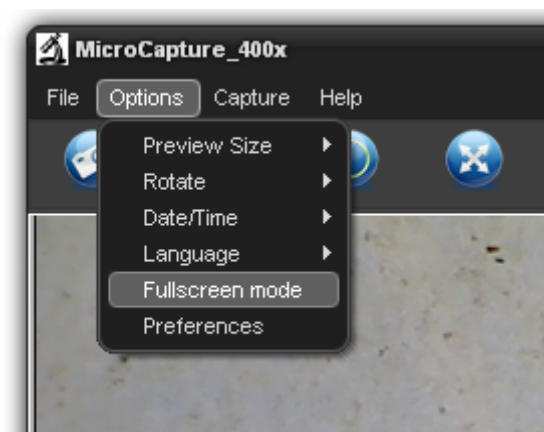 MicroCapture_400x
File Options Capture Help
Preview Size
Rotate
Date/Time
Language
Fullscreen mode
Preferences